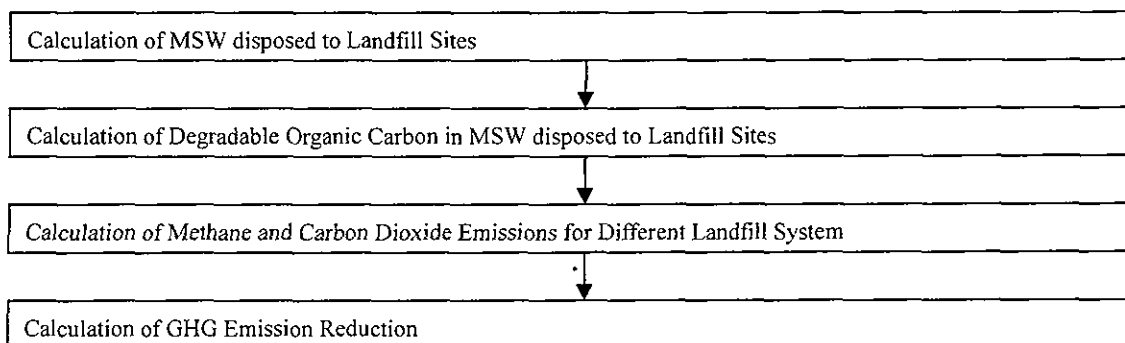 Calculation of MSW disposed to Landfill Sites
Calculation of Degradable Organic Carbon in MSW disposed to Landfill Sites
Calculation of Methane and Carbon Dioxide Emissions for Different Landfill System
Calculation of GHG Emission Reduction